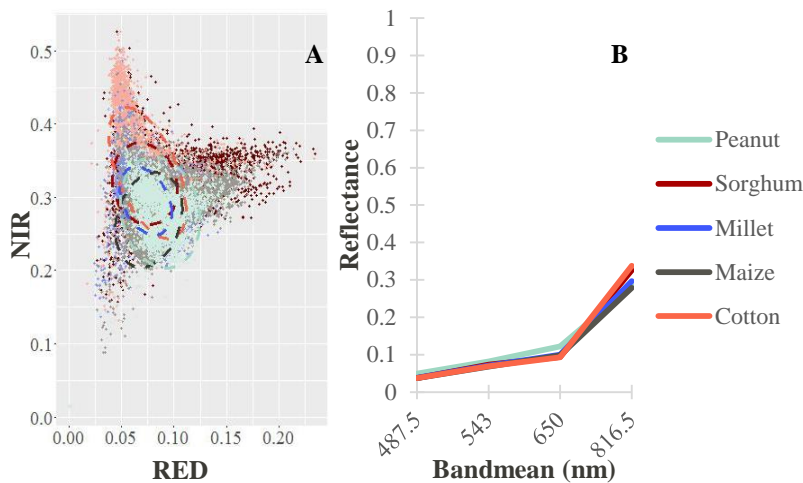 A
0.5
0.4
0.3
0.2
0.1
0.0
NIR
0.00 0.05 0.10 0.15 0.20
RED
B
1
0.9
0.8
0.7
0.6
0.5
0.4
0.3
0.2
0.1
0
Reflectance
487.5 543 650 816.5
Bandmean (nm)
Peanut
Sorghum
Millet
Maize
Cotton